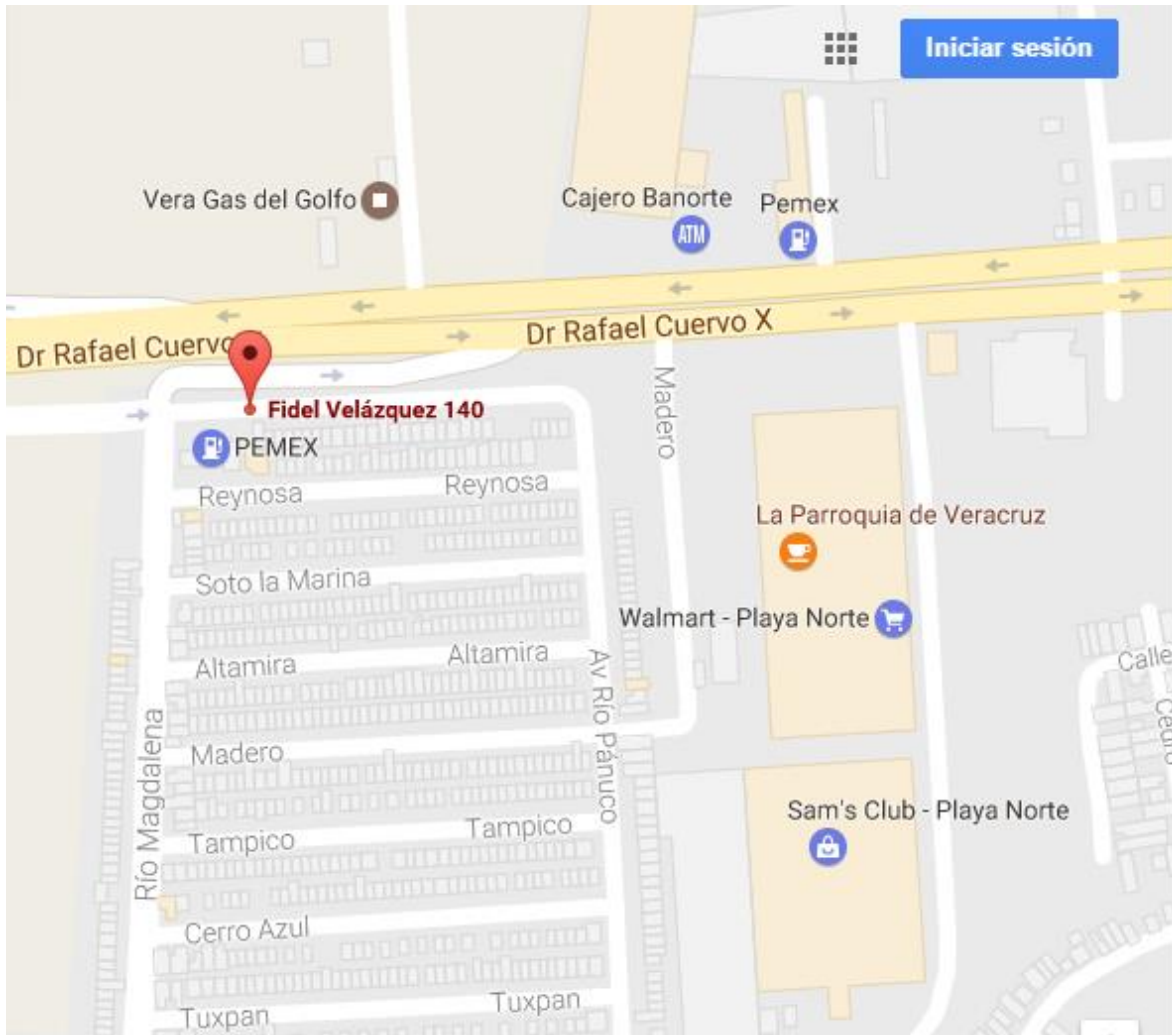 Iniciar sesión
Vera Gas del Golfo
Cajero Banorte
ATM
Pemex
Dr Rafael Cuervo X
Dr Rafael Cuervo
Fidel Velázquez 140
PEMEX
Madero
Reynosa
Reynosa
La Parroquia de Veracruz
Soto la Marina
Walmart - Playa Norte
Altamira
Altamira
Calle
Cedro
Av Río Pánuco
Río Magdalena
Madero
Sam's Club - Playa Norte
Tampico
Tampico
Cerro Azul
Tuxpan
Tuxpan